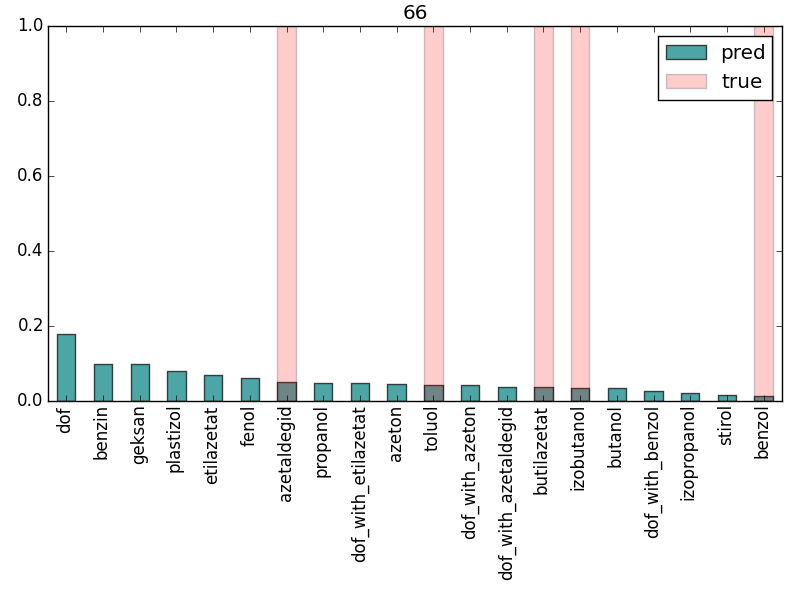 66
1.0
0.8
0.6
0.4
0.2
0.0
pred
true
dof
benzin
geksan
plastizol
etilazetat
fenol
azetaldegid
propanol
dof_with_etilazetat
azeton
toluol
dof_with_azeton
dof_with_azetaldegid
butilazetat
izobutanol
butanol
dof_with_benzol
izopropanol
stirol
benzol